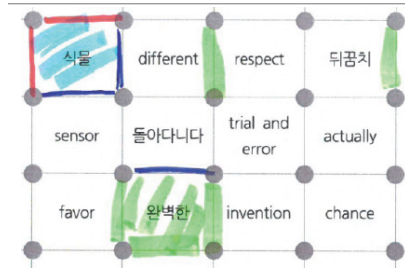 식물 different respect 뒤꿈치
sensor 돌아다니다 trial and error actually
favor 완벽한 invention chance